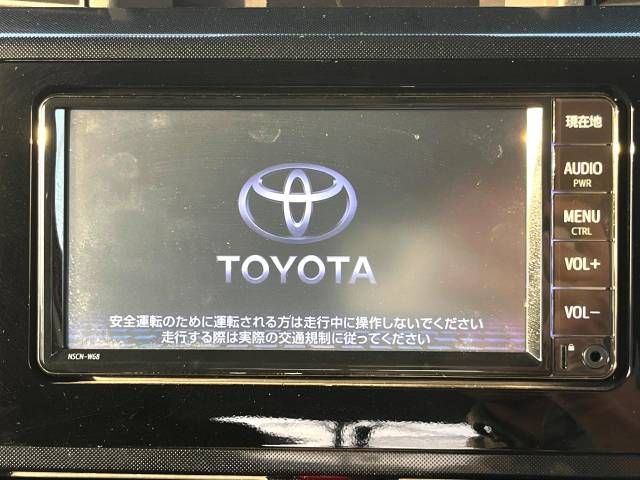 現在地
AUDIO
PWR
MENU
CTRL
VOL+
VOL−
TOYOTA
安全運転のために運転される方は走行中に操作しないでください
走行する際は実際の交通規制に従ってください
NSCN-W68